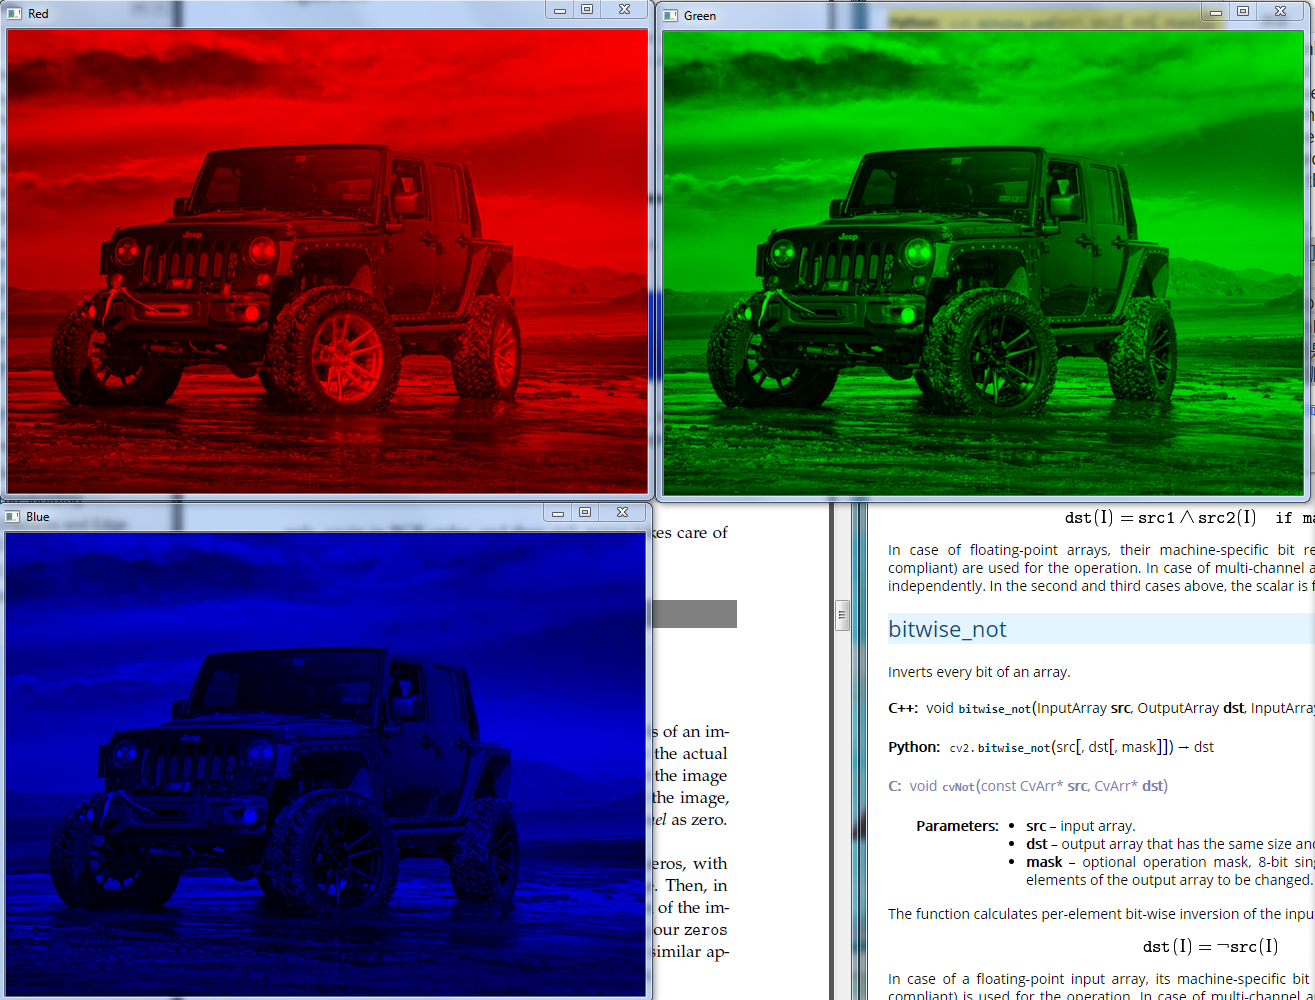 Red
Green
Python:
Jeep
Jeep
Blue
kes care of
s of an im-
the actual
the image
he image,
el as zero.
eros, with
. Then, in
of the im-
our zeros
similar ap-
dst(I) = src1 ∧ src2(I) if ma
In case of floating-point arrays, their machine-specific bit re
compliant) are used for the operation. In case of multi-channel a
independently. In the second and third cases above, the scalar is f
bitwise_not
Inverts every bit of an array.
C++: void bitwise_not(InputArray src, OutputArray dst, InputArray
Python: cv2.bitwise_not(src[, dst[, mask]]) → dst
C: void cvNot(const CvArr* src, CvArr* dst)
Parameters: • src – input array.
• dst – output array that has the same size and
• mask – optional operation mask, 8-bit sing
elements of the output array to be changed.
The function calculates per-element bit-wise inversion of the inpu
dst(I) = ¬src(I)
In case of a floating-point input array, its machine-specific bit
compliant) is used for the operation. In case of multi-channel